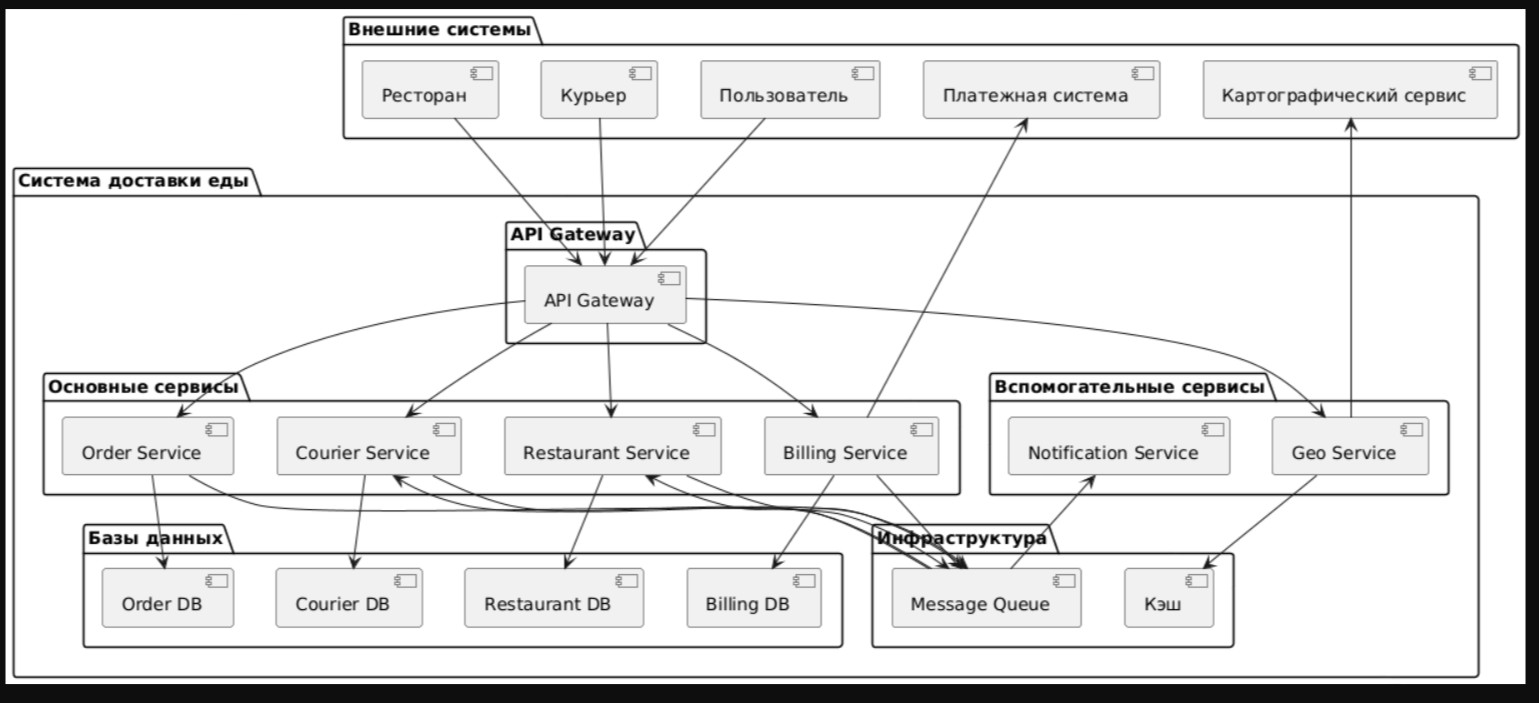 Внешние системы
Ресторан
Курьер
Пользователь
Платежная система
Картографический сервис
Система доставки еды
API Gateway
API Gateway
Основные сервисы
Вспомогательные сервисы
Order Service
Courier Service
Restaurant Service
Billing Service
Notification Service
Geo Service
Базы данных
Инфраструктура
Order DB
Courier DB
Restaurant DB
Billing DB
Message Queue
Кэш